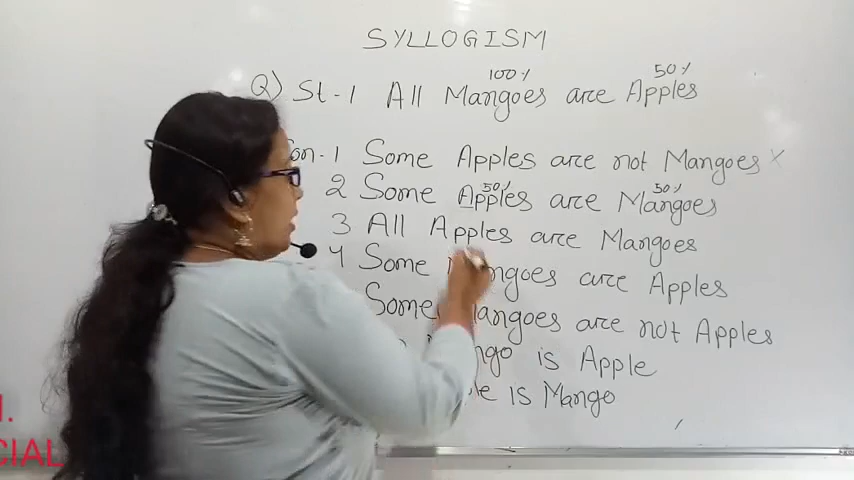 SYLLOGISM
100% 50%
Q) St-1 All Mangoes are Apples
Con-1 Some Apples are not Mangoes ×
50% 50%
2 Some Apples are Mangoes
3 All Apples are Mangoes
4 Some Mangoes are Apples
Some Mangoes are not Apples
is Apple
is Mango